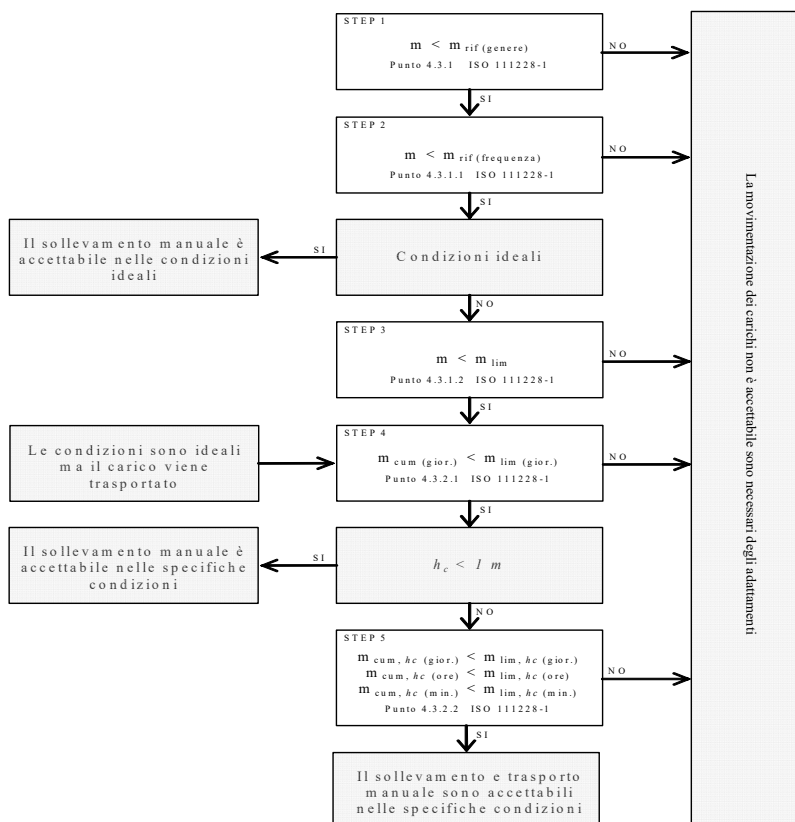 STEP 1
m < m rif (genere)
Punto 4.3.1 ISO 111228-1
NO
SI
STEP 2
m < m rif (frequenza)
Punto 4.3.1.1 ISO 111228-1
NO
SI
Il sollevamento manuale è
accettabile nelle condizioni
ideali
SI
Condizioni ideali
NO
STEP 3
m < m lim
Punto 4.3.1.2 ISO 111228-1
NO
SI
Le condizioni sono ideali
ma il carico viene
trasportato
STEP 4
m cum (gior.) < m lim (gior.)
Punto 4.3.2.1 ISO 111228-1
NO
SI
Il sollevamento manuale è
accettabile nelle specifiche
condizioni
SI
hc < 1 m
NO
STEP 5
m cum, hc (gior.) < m lim, hc (gior.)
m cum, hc (ore) < m lim, hc (ore)
m cum, hc (min.) < m lim, hc (min.)
Punto 4.3.2.2 ISO 111228-1
NO
SI
Il sollevamento e trasporto
manuale sono accettabili
nelle specifiche condizioni
La movimentazione dei carichi non è accettabile sono necessari degli adattamenti